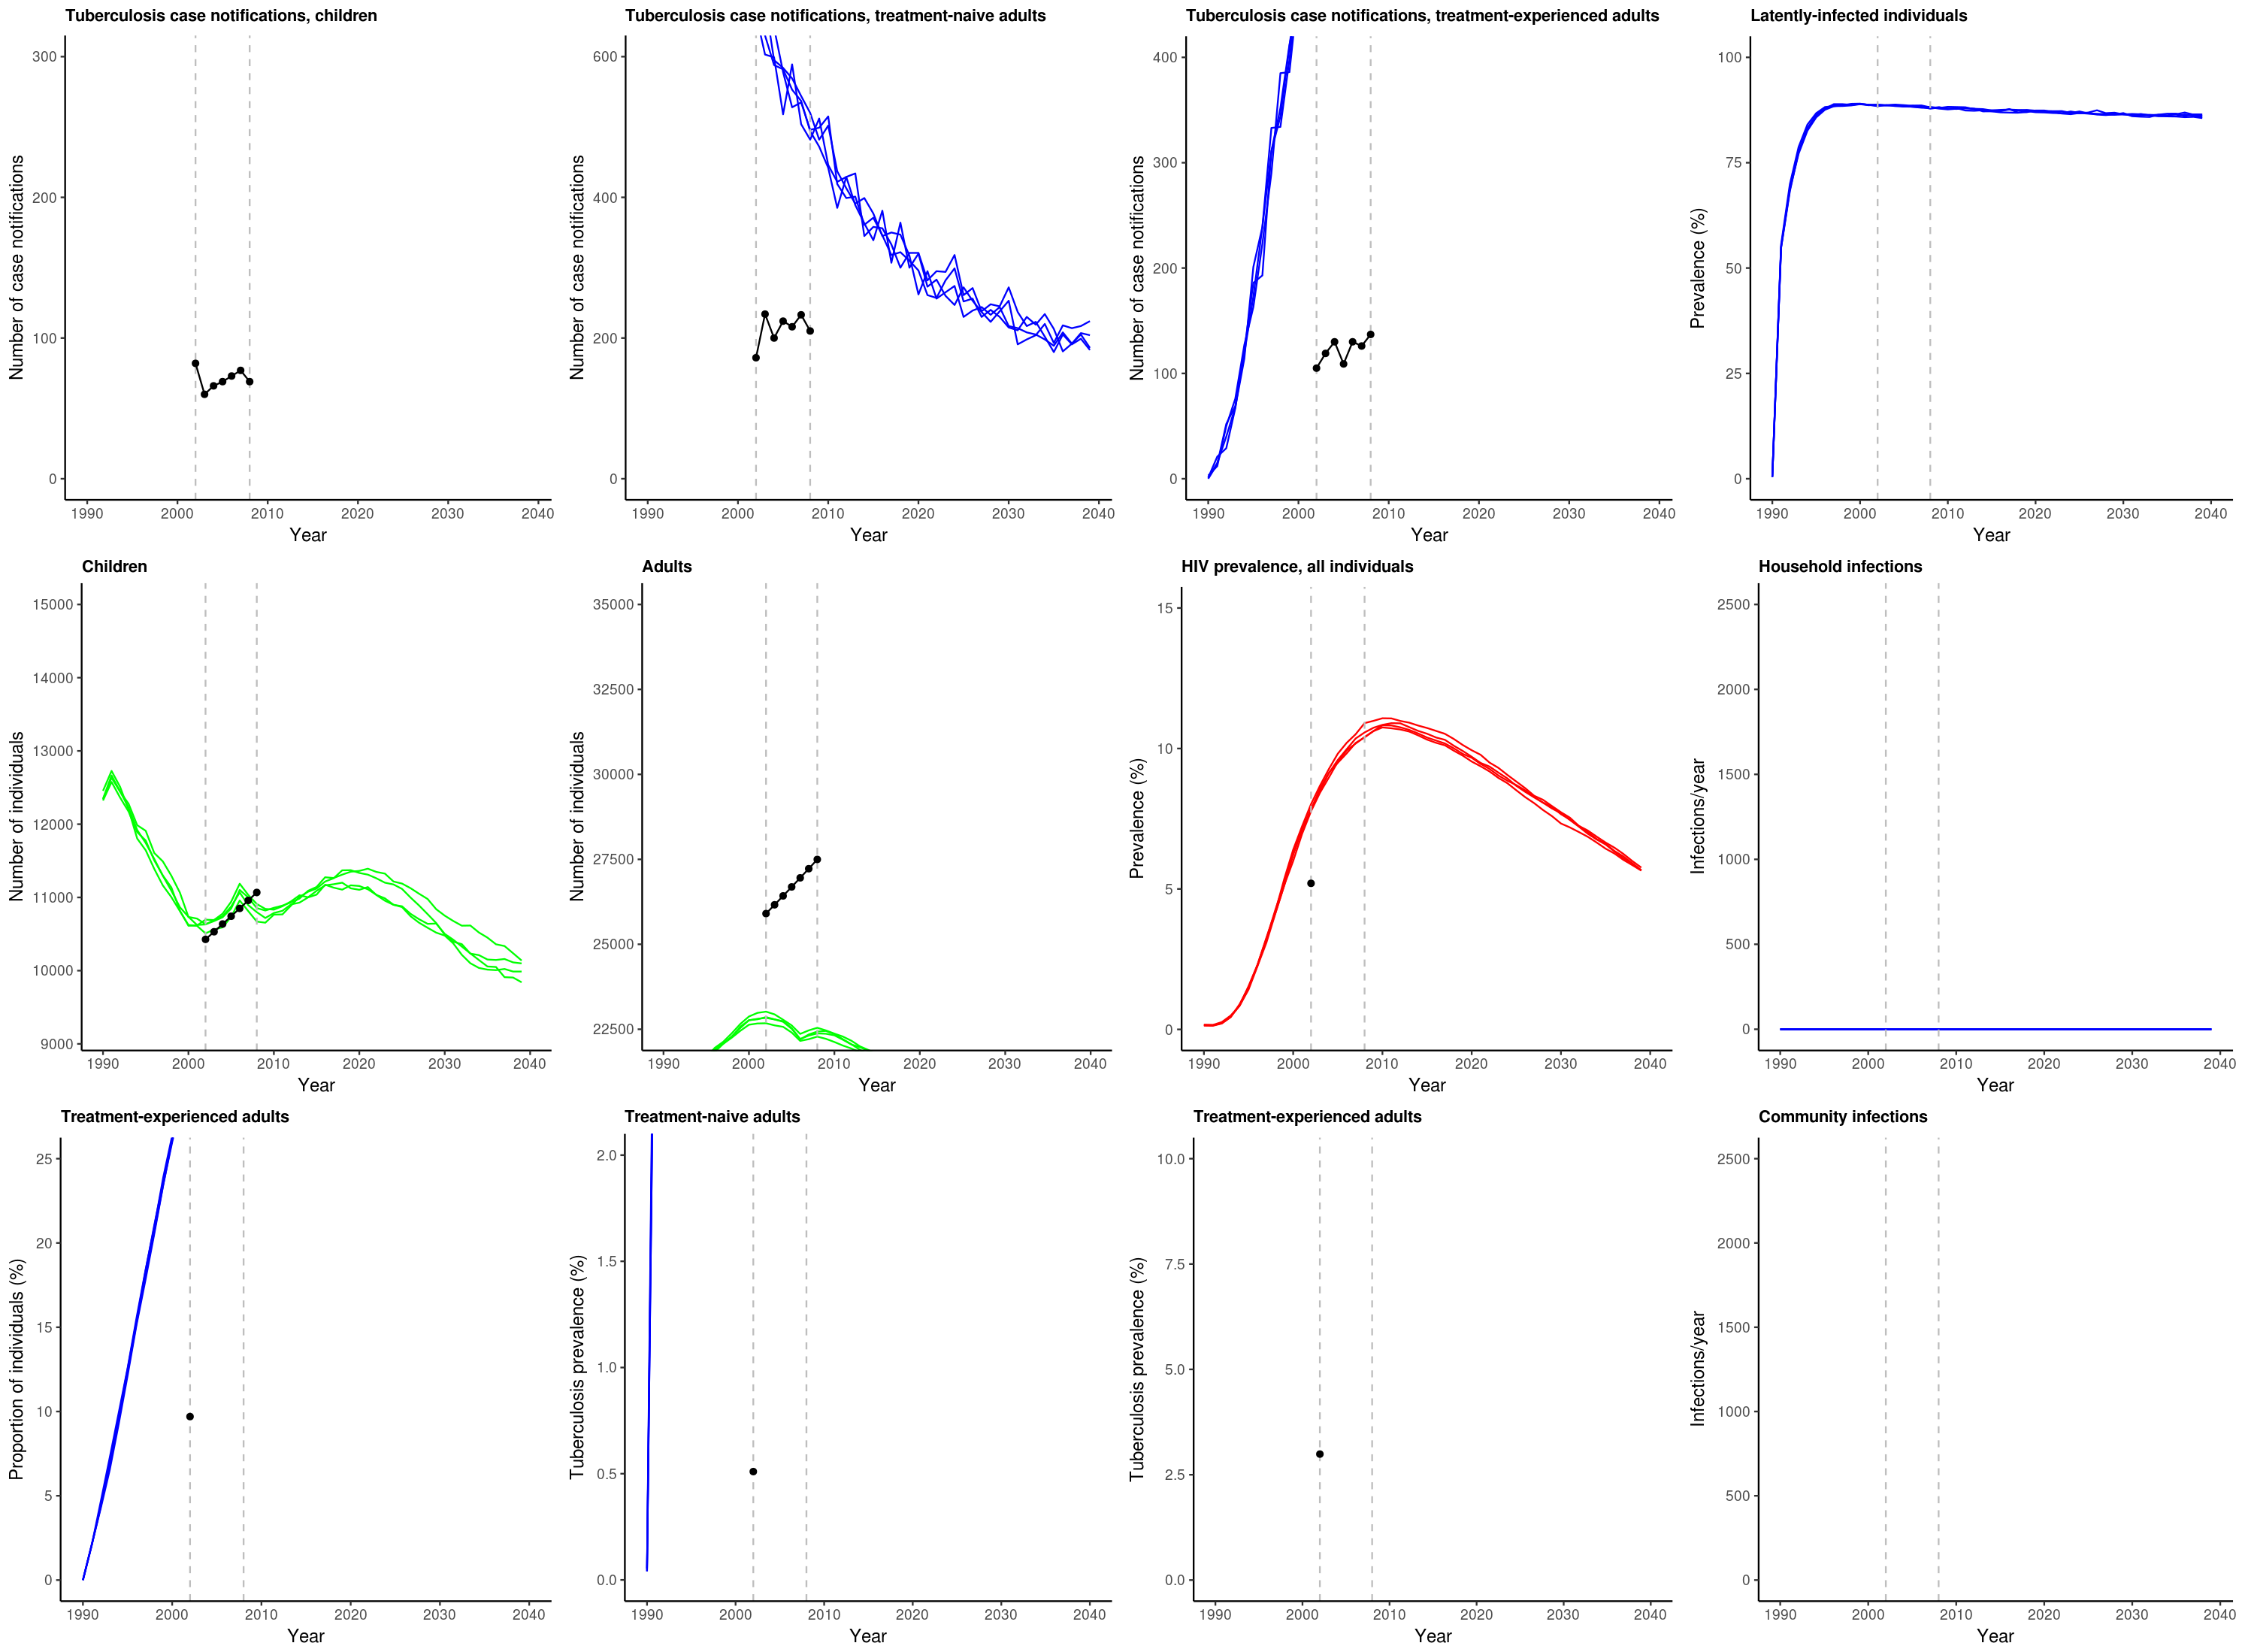 Tuberculosis case notifications, children
Number of case notifications
300
200
100
0
1990 2000 2010 2020 2030 2040
Year
Tuberculosis case notifications, treatment-naive adults
Number of case notifications
600
400
200
0
1990 2000 2010 2020 2030 2040
Year
Tuberculosis case notifications, treatment-experienced adults
Number of case notifications
400
300
200
100
0
1990 2000 2010 2020 2030 2040
Year
Latently-infected individuals
Prevalence (%)
100
75
50
25
0
1990 2000 2010 2020 2030 2040
Year
Children
Number of individuals
15000
14000
13000
12000
11000
10000
9000
1990 2000 2010 2020 2030 2040
Year
Adults
Number of individuals
35000
32500
30000
27500
25000
22500
1990 2000 2010 2020 2030 2040
Year
HIV prevalence, all individuals
Prevalence (%)
15
10
5
0
1990 2000 2010 2020 2030 2040
Year
Household infections
Infections/year
2500
2000
1500
1000
500
0
1990 2000 2010 2020 2030 2040
Year
Treatment-experienced adults
Proportion of individuals (%)
25
20
15
10
5
0
1990 2000 2010 2020 2030 2040
Year
Treatment-naive adults
Tuberculosis prevalence (%)
2.0
1.5
1.0
0.5
0.0
1990 2000 2010 2020 2030 2040
Year
Treatment-experienced adults
Tuberculosis prevalence (%)
10.0
7.5
5.0
2.5
0.0
1990 2000 2010 2020 2030 2040
Year
Community infections
Infections/year
2500
2000
1500
1000
500
0
1990 2000 2010 2020 2030 2040
Year